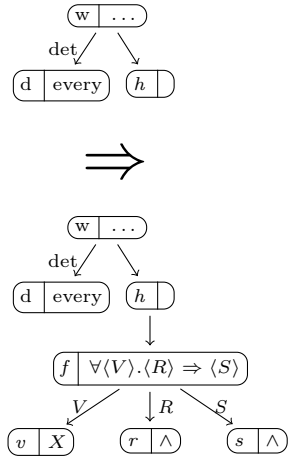 w …
det
d every h
⇒
w …
det
d every h
f ∀⟨V⟩.⟨R⟩ ⇒ ⟨S⟩
V R S
v X r ∧ s ∧